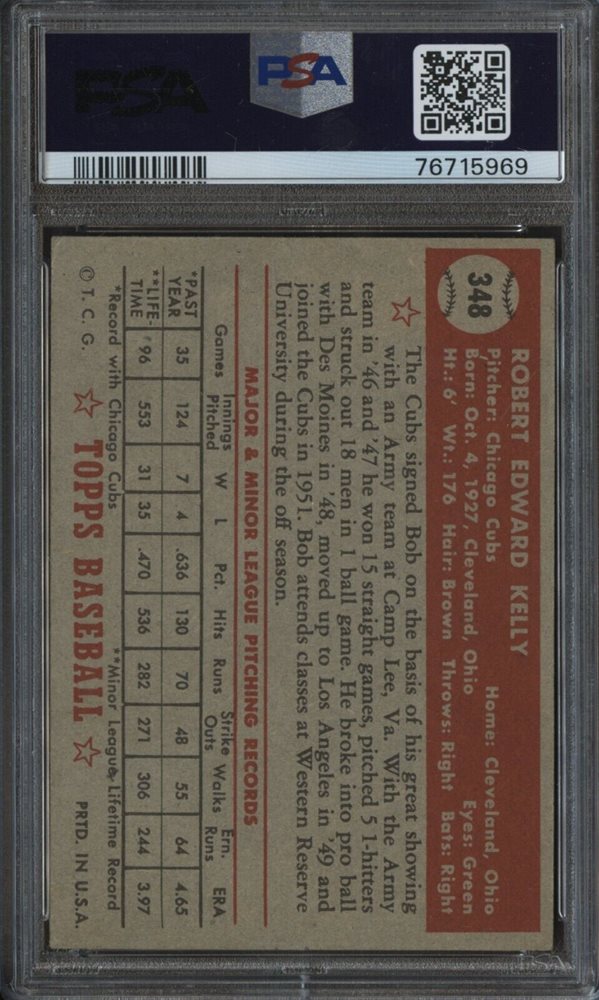 PSA
PSA
76715969
348
ROBERT EDWARD KELLY
Pitcher: Chicago Cubs Home: Cleveland, Ohio
Born: Oct. 4, 1927, Cleveland, Ohio Eyes: Green
Ht.: 6' Wt.: 176 Hair: Brown Throws: Right Bats: Right
The Cubs signed Bob on the basis of his great showing
with an Army team at Camp Lee, Va. With the Army
team in '46 and '47 he won 15 straight games, pitched 5 1-hitters
and struck out 18 men in 1 ball game. He broke into pro ball
with Des Moines in '48, moved up to Los Angeles in '49 and
joined the Cubs in 1951. Bob attends classes at Western Reserve
University during the off season.
MAJOR & MINOR LEAGUE PITCHING RECORDS
Games Innings Pitched W L Pct. Hits Runs Strike Outs Walks Ern. Runs ERA
*PAST YEAR 35 124 7 4 .636 130 70 48 55 64 4.65
**LIFE-TIME 96 553 31 35 .470 536 282 271 306 244 3.97
*Record with Chicago Cubs **Minor League Lifetime Record
© T. C. G. ☆ TOPPS BASEBALL ☆ PRTD. IN U.S.A.